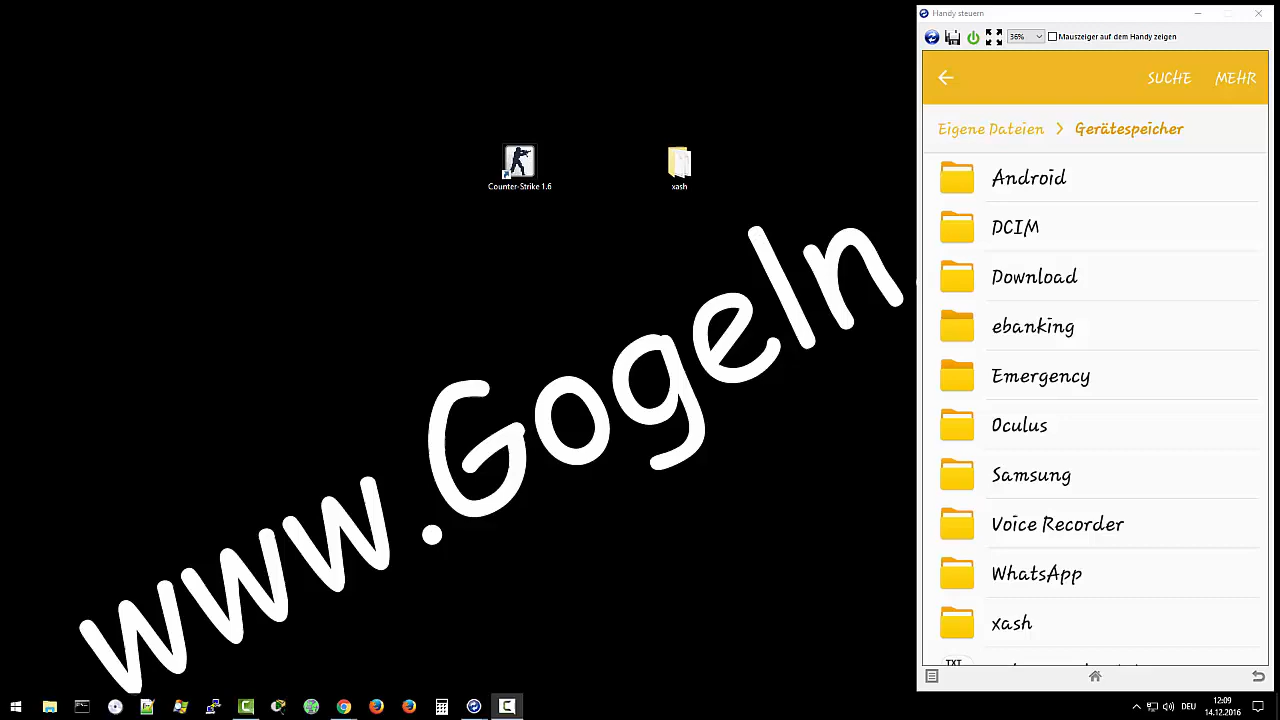 Handy steuern
36%
Mauszeiger auf dem Handy zeigen
SUCHE MEHR
Eigene Dateien > Gerätespeicher
Android
DCIM
Download
ebanking
Emergency
Oculus
Samsung
Voice Recorder
WhatsApp
xash
TXT
Counter-Strike 1.6
xash
www.Gogeln
DEU
12:09
14.12.2016